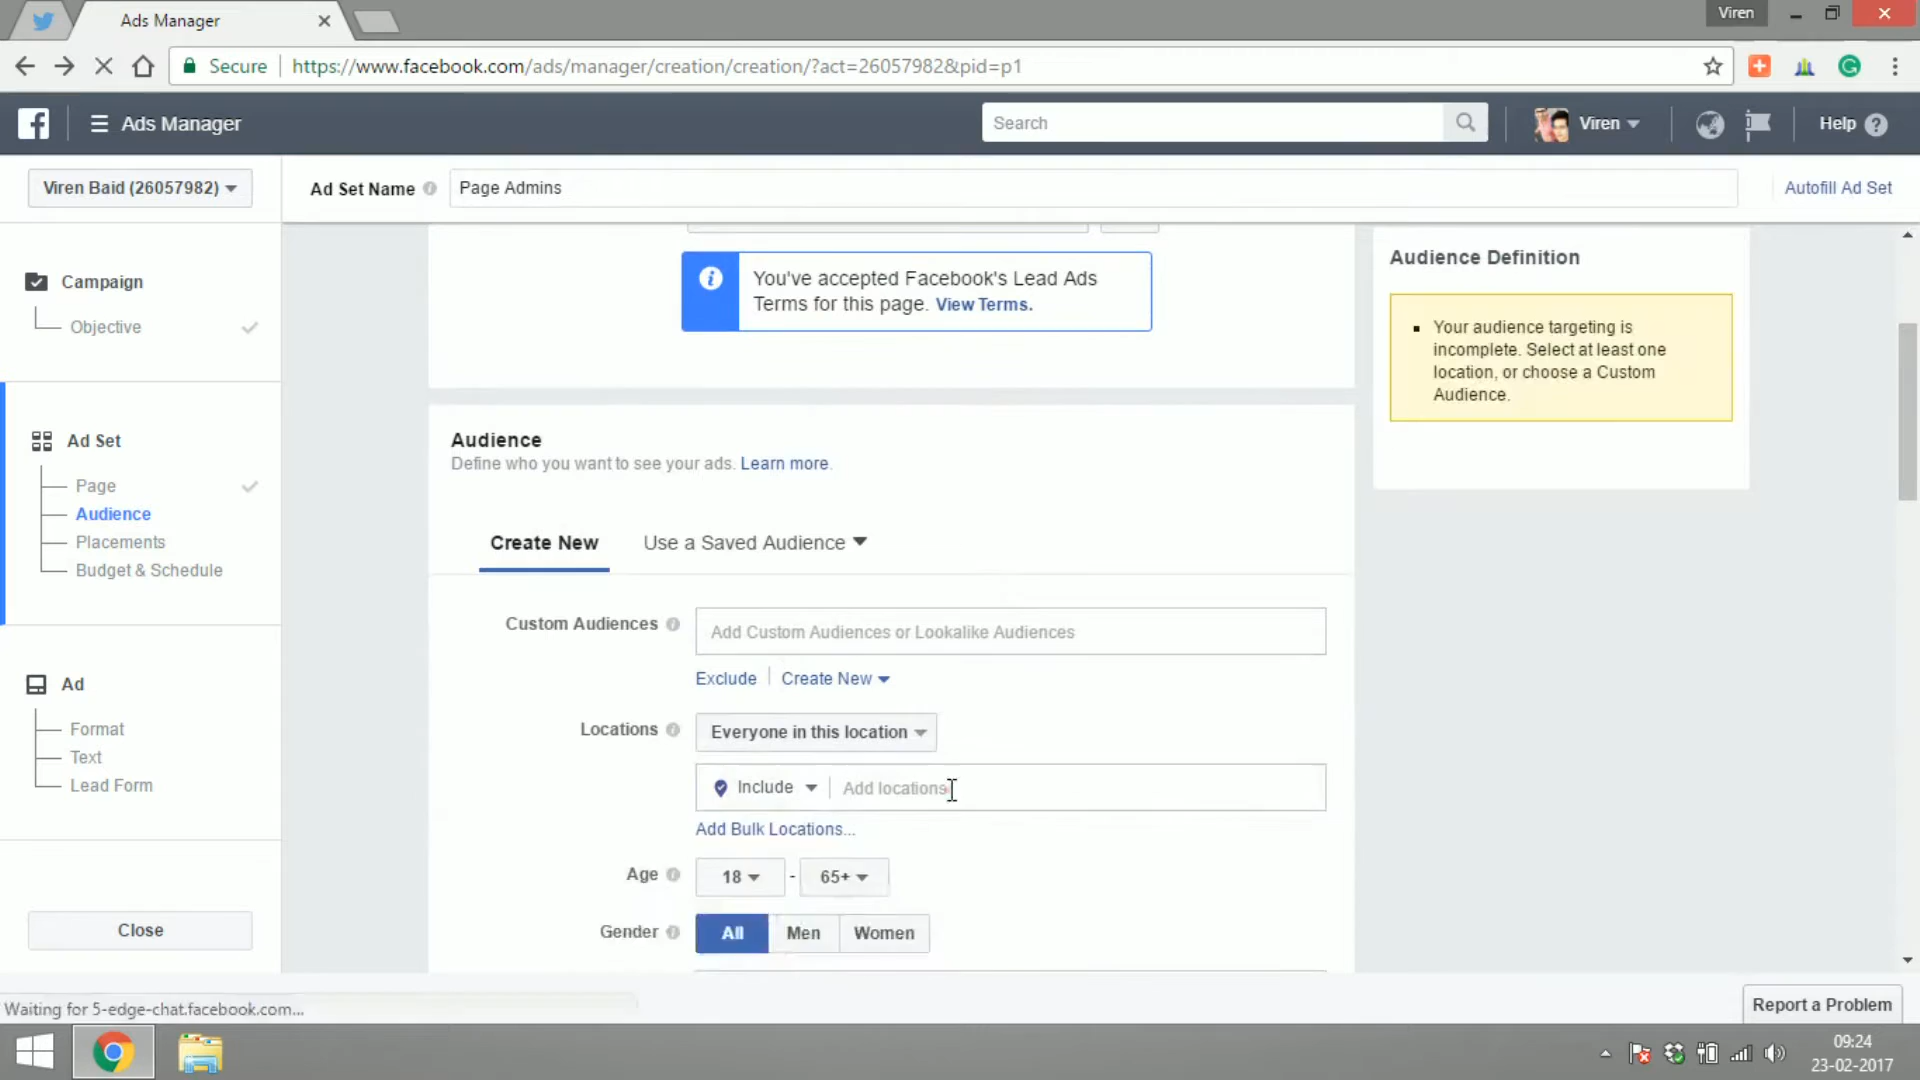 Ads Manager
Viren
Secure
https://www.facebook.com/ads/manager/creation/creation/?act=26057982&pid=p1
Ads Manager
Search
Viren
Help
Viren Baid (26057982)
Ad Set Name
Page Admins
Autofill Ad Set
Campaign
Objective
Ad Set
Page
Audience
Placements
Budget & Schedule
Ad
Format
Text
Lead Form
Close
You've accepted Facebook's Lead Ads
Terms for this page. View Terms.
Audience
Define who you want to see your ads. Learn more.
Create New
Use a Saved Audience
Custom Audiences
Add Custom Audiences or Lookalike Audiences
Exclude
Create New
Locations
Everyone in this location
Include
Add locations
Add Bulk Locations...
Age
18
-
65+
Gender
All
Men
Women
Audience Definition
Your audience targeting is
incomplete. Select at least one
location, or choose a Custom
Audience.
Waiting for 5-edge-chat.facebook.com...
Report a Problem
09:24
23-02-2017